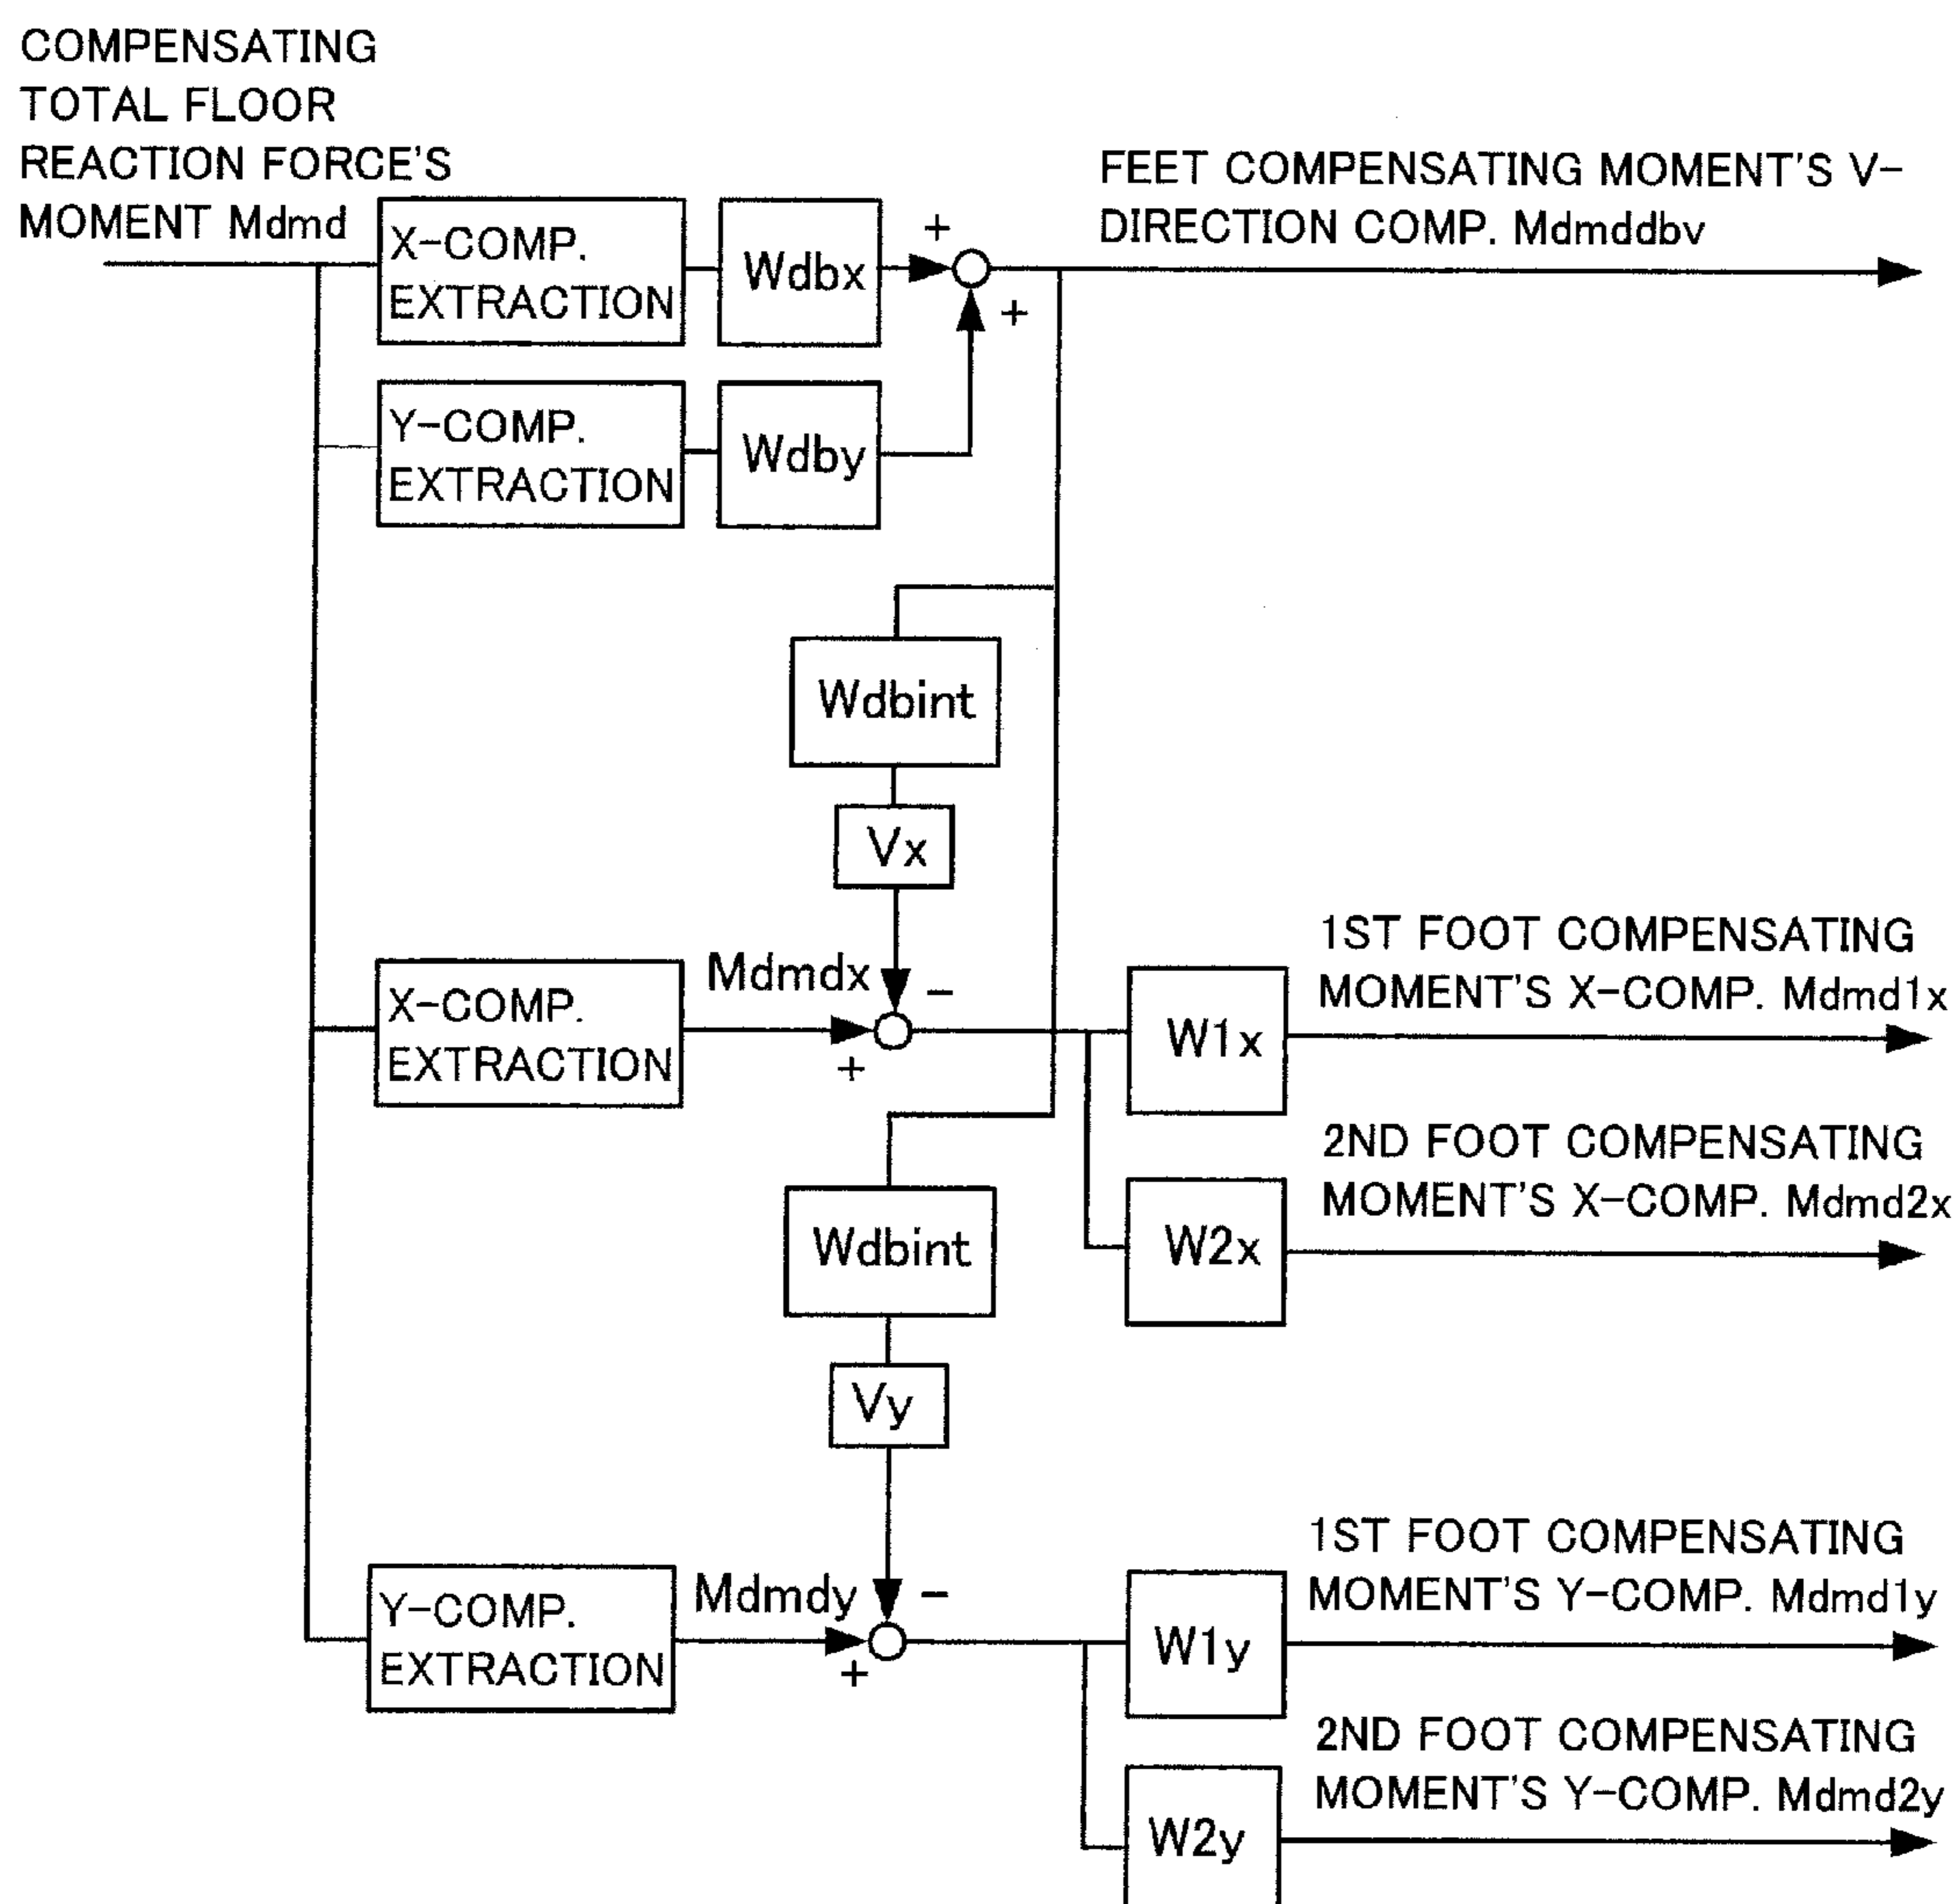 COMPENSATING
TOTAL FLOOR
REACTION FORCE'S
MOMENT Mdmd
X-COMP.
EXTRACTION
Wdbx
+
+
FEET COMPENSATING MOMENT'S V-
DIRECTION COMP. Mdmddbv
Y-COMP.
EXTRACTION
Wdby
Wdbint
Vx
X-COMP.
EXTRACTION
Mdmdx
-
+
W1x
1ST FOOT COMPENSATING
MOMENT'S X-COMP. Mdmd1x
W2x
2ND FOOT COMPENSATING
MOMENT'S X-COMP. Mdmd2x
Wdbint
Vy
Y-COMP.
EXTRACTION
Mdmdy
-
+
W1y
1ST FOOT COMPENSATING
MOMENT'S Y-COMP. Mdmd1y
W2y
2ND FOOT COMPENSATING
MOMENT'S Y-COMP. Mdmd2y